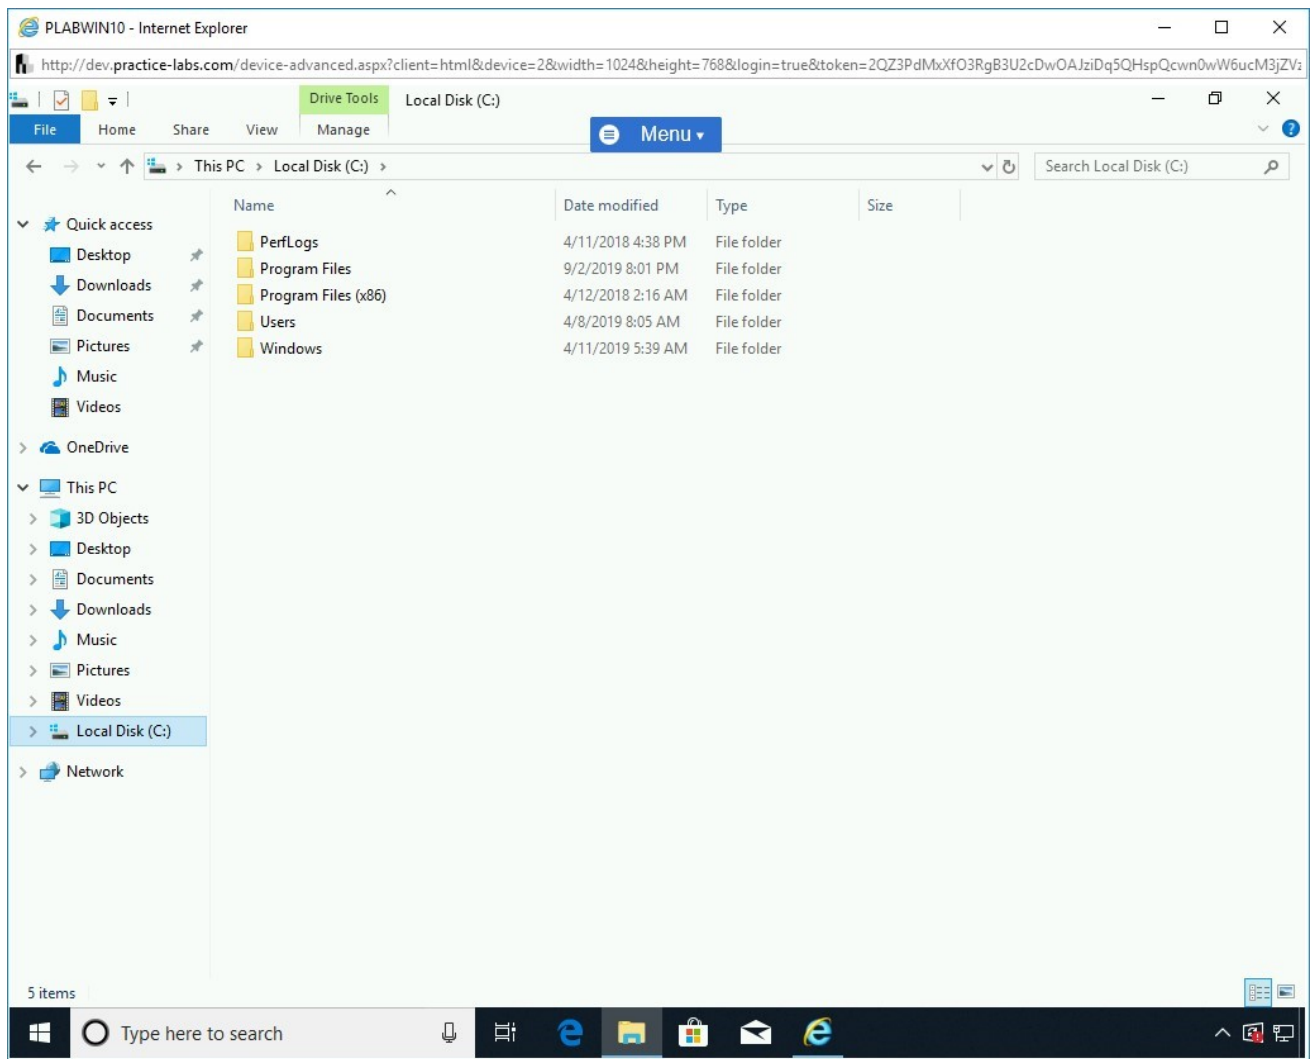 PLABWIN10 - Internet Explorer
http://dev.practice-labs.com/device-advanced.aspx?client=html&device=2&width=1024&height=768&login=true&token=2QZ3PdMxXfO3RgB3U2cDwOAJziDq5QHspQcwn0wW6ucM3jZVz
Drive Tools Local Disk (C:)
File Home Share View Manage
Menu
This PC > Local Disk (C:) >
Search Local Disk (C:)
Name Date modified Type Size
PerfLogs 4/11/2018 4:38 PM File folder
Program Files 9/2/2019 8:01 PM File folder
Program Files (x86) 4/12/2018 2:16 AM File folder
Users 4/8/2019 8:05 AM File folder
Windows 4/11/2019 5:39 AM File folder
Quick access
Desktop
Downloads
Documents
Pictures
Music
Videos
OneDrive
This PC
3D Objects
Desktop
Documents
Downloads
Music
Pictures
Videos
Local Disk (C:)
Network
5 items
Type here to search